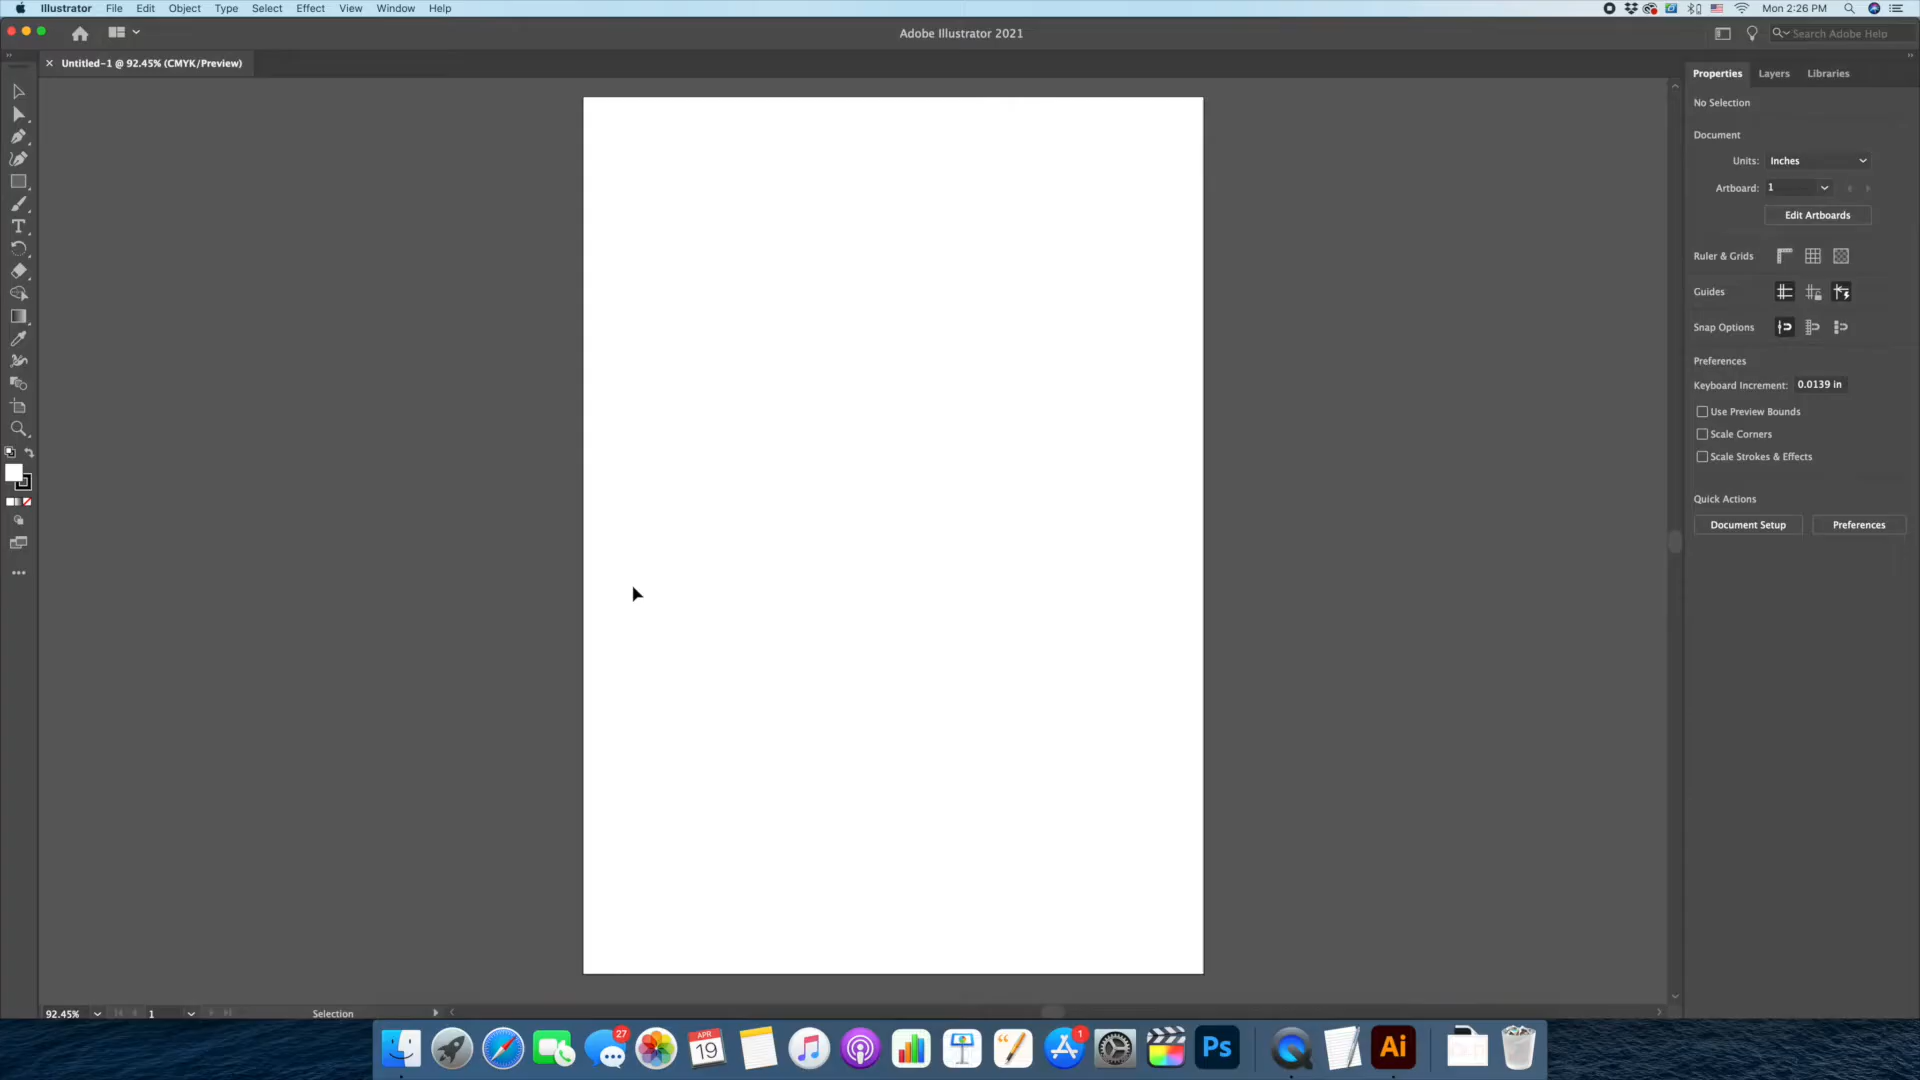 Illustrator File Edit Object Type Select Effect View Window Help
Mon 2:26 PM
Adobe Illustrator 2021
Search Adobe Help
Untitled-1 @ 92.45% (CMYK/Preview)
Properties Layers Libraries
No Selection
Document
Units: Inches
Artboard: 1
Edit Artboards
Ruler & Grids
Guides
Snap Options
Preferences
Keyboard Increment: 0.0139 in
Use Preview Bounds
Scale Corners
Scale Strokes & Effects
Quick Actions
Document Setup Preferences
92.45% 1 Selection
27
APR
19
1
Ps
Ai